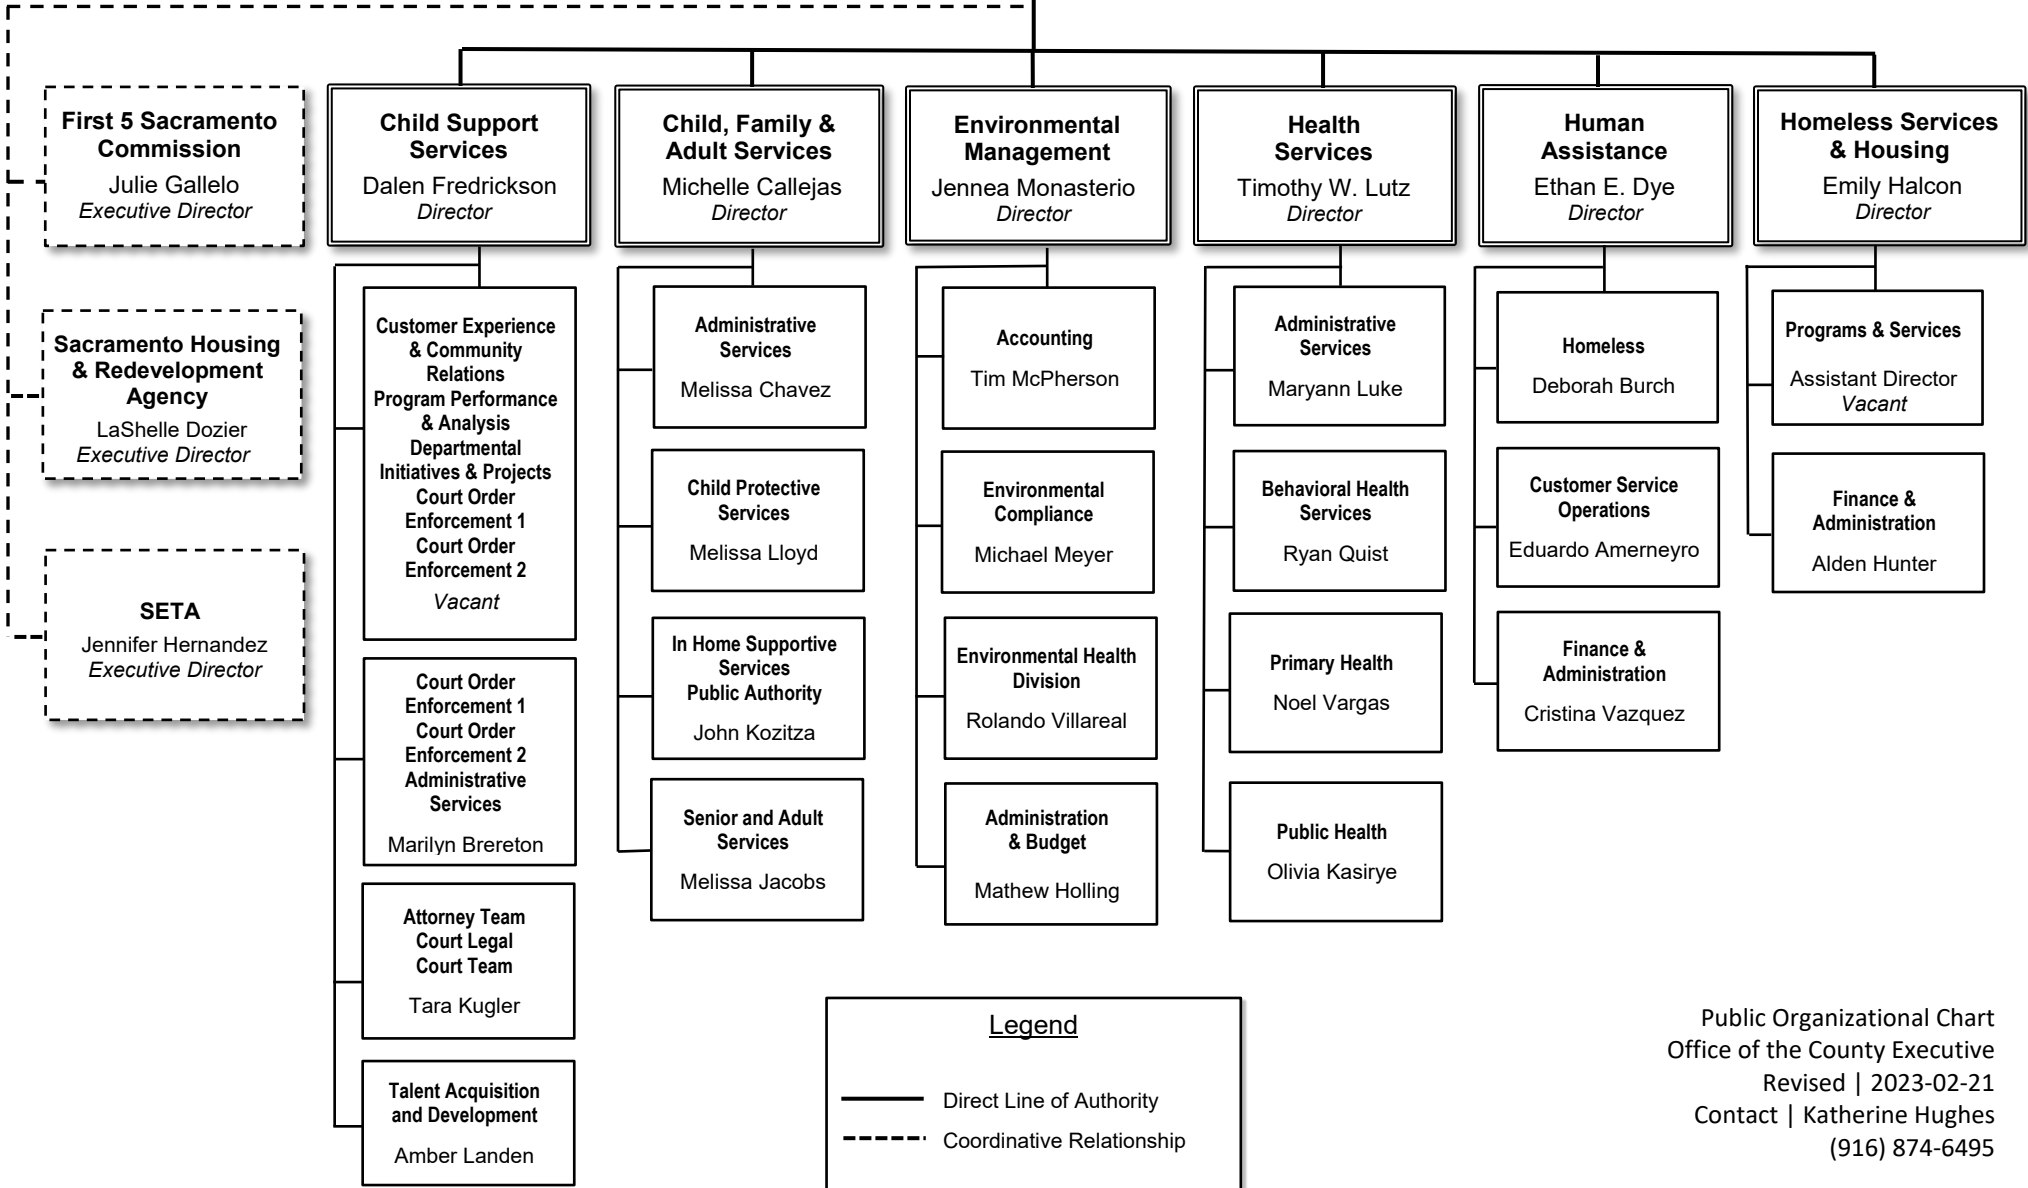 First 5 Sacramento
Commission
Julie Gallelo
Executive Director
Sacramento Housing
& Redevelopment
Agency
LaShelle Dozier
Executive Director
SETA
Jennifer Hernandez
Executive Director
Child Support
Services
Dalen Fredrickson
Director
Customer Experience
& Community
Relations
Program Performance
& Analysis
Departmental
Initiatives & Projects
Court Order
Enforcement 1
Court Order
Enforcement 2
Vacant
Court Order
Enforcement 1
Court Order
Enforcement 2
Administrative
Services
Marilyn Brereton
Attorney Team
Court Legal
Court Team
Tara Kugler
Talent Acquisition
and Development
Amber Landen
Child, Family &
Adult Services
Michelle Callejas
Director
Administrative
Services
Melissa Chavez
Child Protective
Services
Melissa Lloyd
In Home Supportive
Services
Public Authority
John Kozitza
Senior and Adult
Services
Melissa Jacobs
Environmental
Management
Jennea Monasterio
Director
Accounting
Tim McPherson
Environmental
Compliance
Michael Meyer
Environmental Health
Division
Rolando Villareal
Administration
& Budget
Mathew Holling
Health
Services
Timothy W. Lutz
Director
Administrative
Services
Maryann Luke
Behavioral Health
Services
Ryan Quist
Primary Health
Noel Vargas
Public Health
Olivia Kasirye
Human
Assistance
Ethan E. Dye
Director
Homeless
Deborah Burch
Customer Service
Operations
Eduardo Amerneyro
Finance &
Administration
Cristina Vazquez
Homeless Services
& Housing
Emily Halcon
Director
Programs & Services
Assistant Director
Vacant
Finance &
Administration
Alden Hunter
Legend
Direct Line of Authority
Coordinative Relationship
Public Organizational Chart
Office of the County Executive
Revised | 2023-02-21
Contact | Katherine Hughes
(916) 874-6495